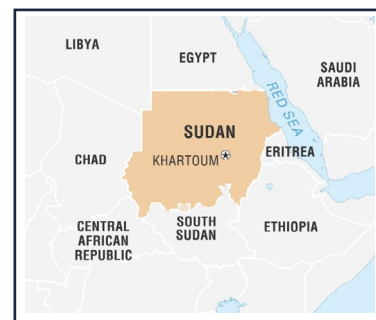 LIBYA
EGYPT
SAUDI
ARABIA
RED SEA
SUDAN
KHARTOUM
CHAD
ERITREA
CENTRAL
AFRICAN
REPUBLIC
SOUTH
SUDAN
ETHIOPIA